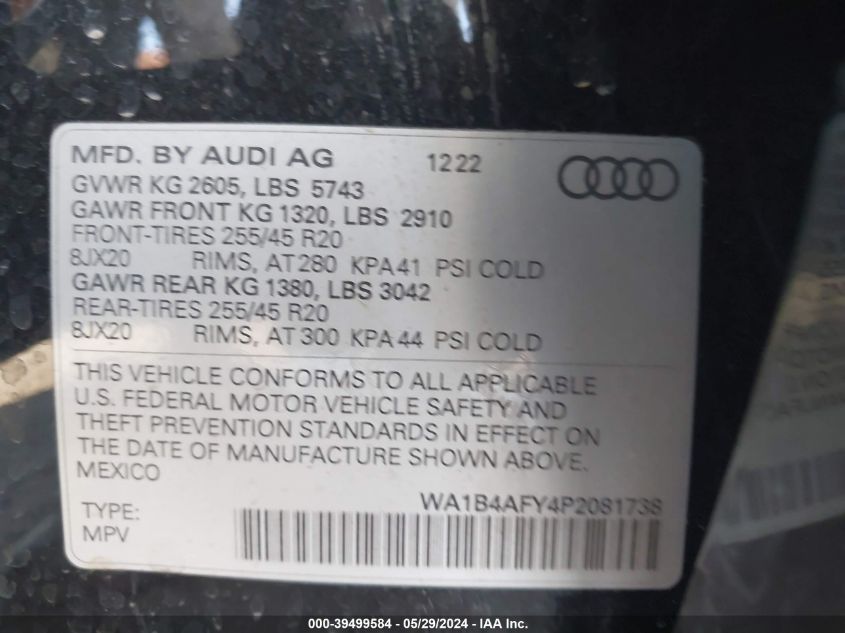 MFD. BY AUDI AG 1222
GVWR KG 2605, LBS 5743
GAWR FRONT KG 1320, LBS 2910
FRONT-TIRES 255/45 R20
8JX20 RIMS, AT 280 KPA 41 PSI COLD
GAWR REAR KG 1380, LBS 3042
REAR-TIRES 255/45 R20
8JX20 RIMS, AT 300 KPA 44 PSI COLD
THIS VEHICLE CONFORMS TO ALL APPLICABLE
U.S. FEDERAL MOTOR VEHICLE SAFETY AND
THEFT PREVENTION STANDARDS IN EFFECT ON
THE DATE OF MANUFACTURE SHOWN ABOVE.
MEXICO
WA1B4AFY4P2081738
TYPE:
MPV
000-39499584 - 05/29/2024 - IAA Inc.